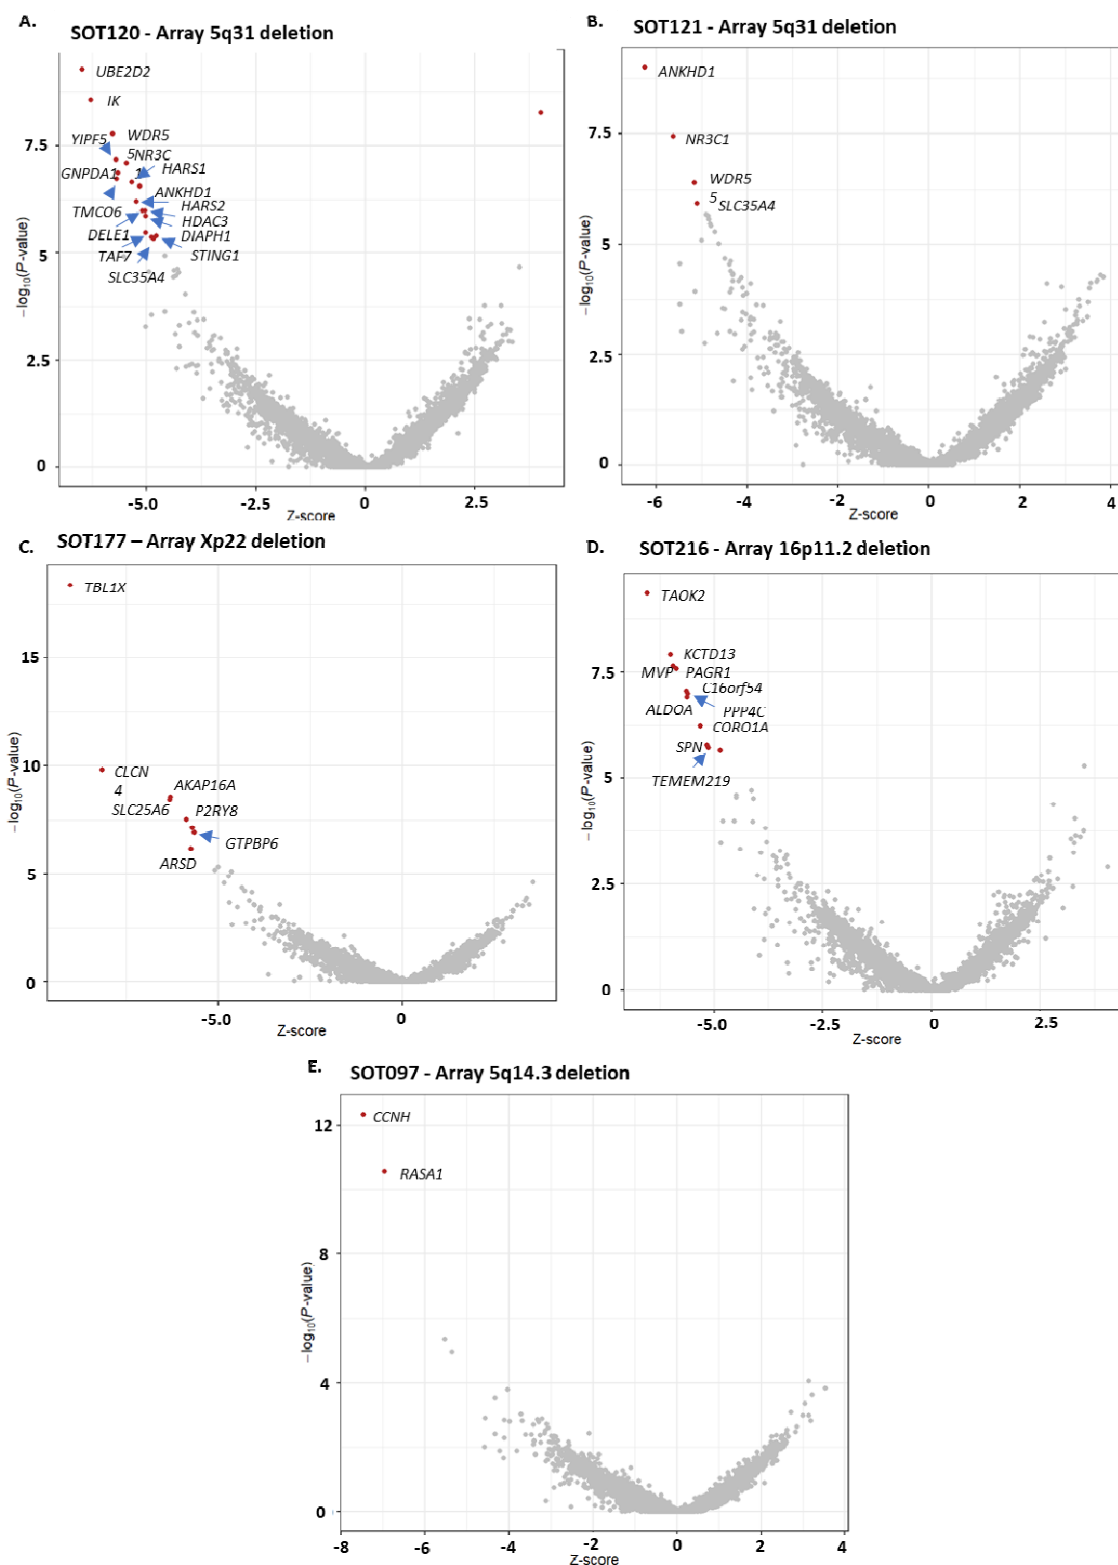 A.
SOT120 - Array 5q31 deletion
UBE2D2
IK
YIPF5
WDR5
5
NR3C
1
GNPDA1
HARS1
ANKHD1
TMCO6
HARS2
HDAC3
DELE1
DIAPH1
TAF7
STING1
SLC35A4
7.5
5
2.5
0
-5.0
-2.5
0
2.5
−log10(P-value)
Z-score
B.
SOT121 - Array 5q31 deletion
ANKHD1
NR3C1
WDR5
5
SLC35A4
7.5
5
2.5
0
-6
-4
-2
0
2
4
−log10(P-value)
Z-score
C.
SOT177 – Array Xp22 deletion
TBL1X
CLCN
4
AKAP16A
SLC25A6
P2RY8
GTPBP6
ARSD
15
10
5
0
-5.0
0
−log10(P-value)
Z-score
D.
SOT216 - Array 16p11.2 deletion
TAOK2
KCTD13
MVP
PAGR1
C16orf54
ALDOA
PPP4C
CORO1A
SPN
TEMEM219
7.5
5
2.5
0
-5.0
-2.5
0
2.5
−log10(P-value)
Z-score
E.
SOT097 - Array 5q14.3 deletion
CCNH
RASA1
12
8
4
0
-8
-6
-4
-2
0
2
4
−log10(P-value)
Z-score